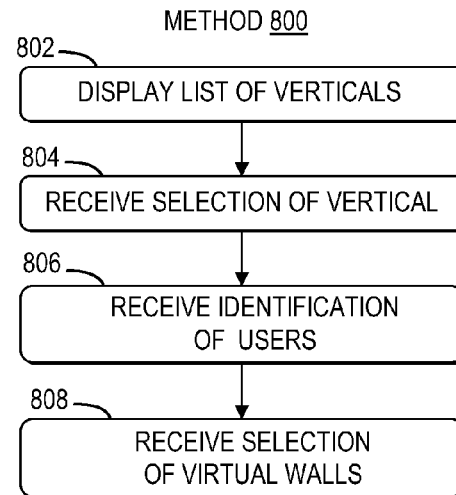 METHOD 800
802
DISPLAY LIST OF VERTICALS
804
RECEIVE SELECTION OF VERTICAL
806
RECEIVE IDENTIFICATION
OF USERS
808
RECEIVE SELECTION
OF VIRTUAL WALLS